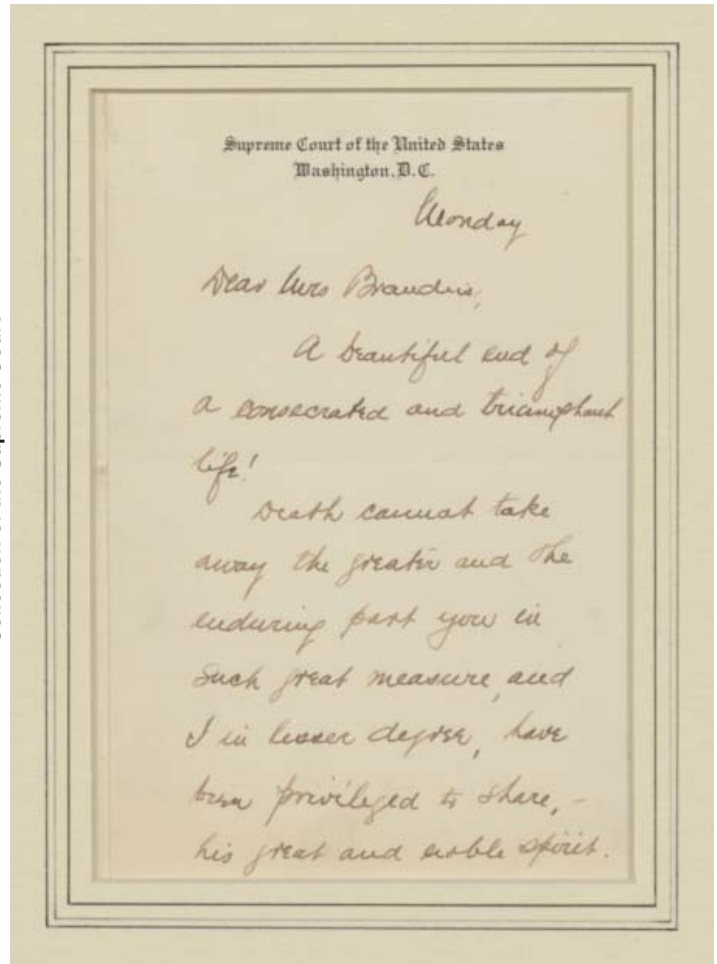 Supreme Court of the United States
Washington, D.C.
Monday
Dear Mrs Brandeis,
A beautiful end of
a consecrated and triumphant
life!
Death cannot take
away the greater and the
enduring part you in
such great measure, and
I in lesser degree, have
been privileged to share, -
his great and noble spirit.